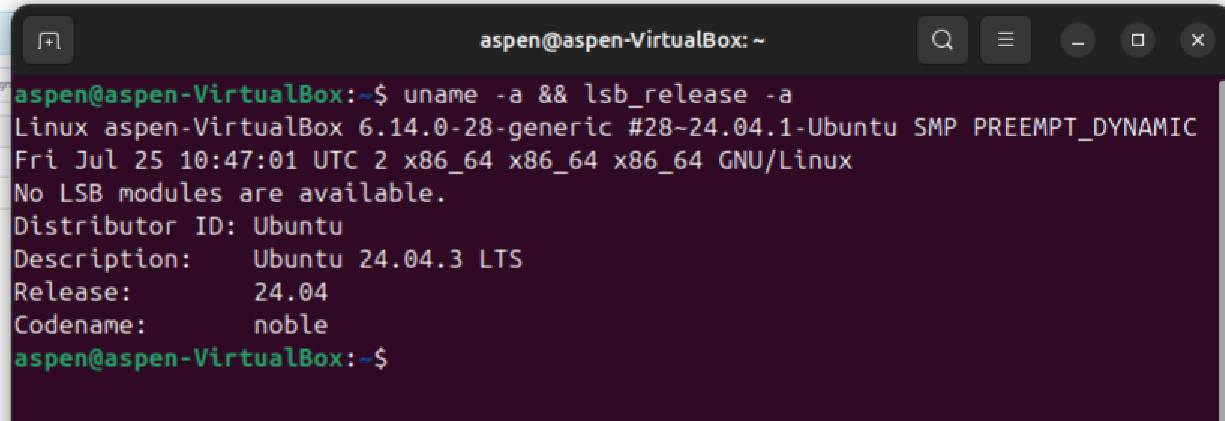 aspen@aspen-VirtualBox: ~
aspen@aspen-VirtualBox:~$ uname -a && lsb_release -a
Linux aspen-VirtualBox 6.14.0-28-generic #28~24.04.1-Ubuntu SMP PREEMPT_DYNAMIC
Fri Jul 25 10:47:01 UTC 2 x86_64 x86_64 x86_64 GNU/Linux
No LSB modules are available.
Distributor ID: Ubuntu
Description:    Ubuntu 24.04.3 LTS
Release:        24.04
Codename:       noble
aspen@aspen-VirtualBox:~$